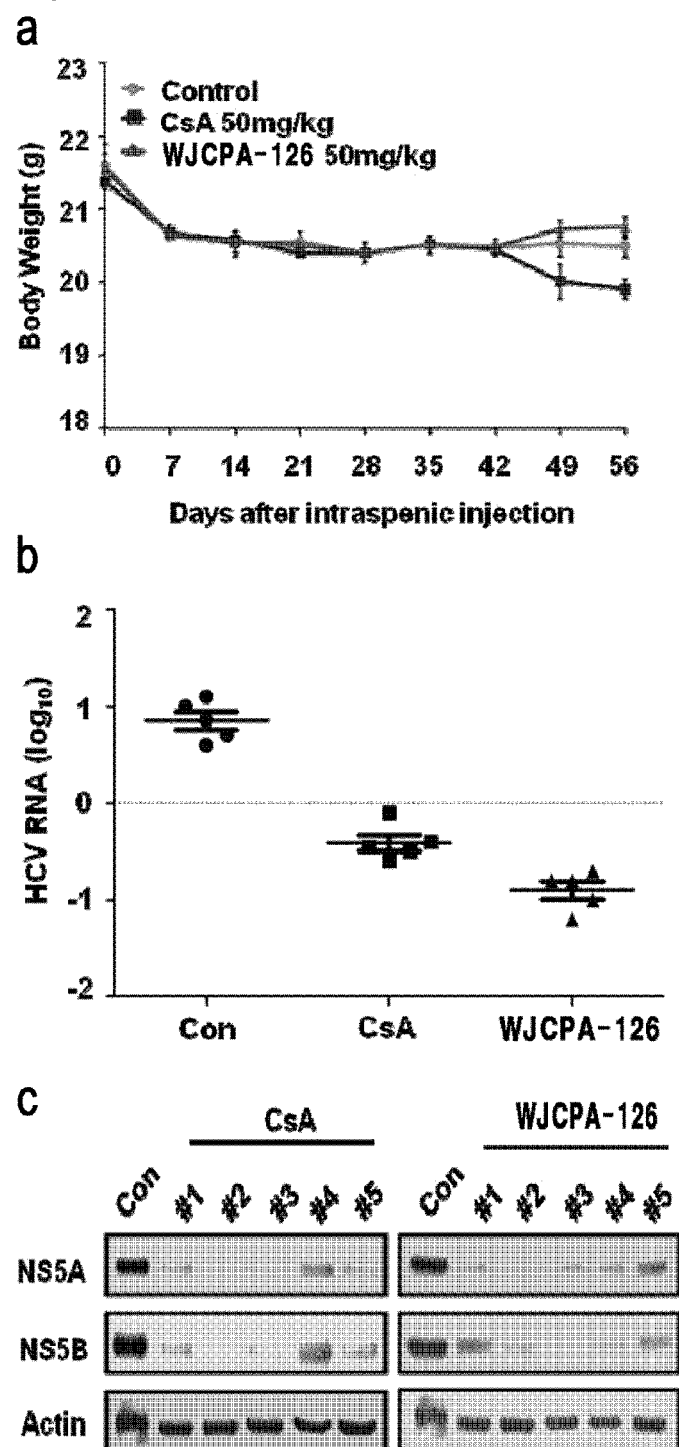 a
23
22
21
20
19
18
Body Weight (g)
Control
CsA 50mg/kg
WJCPA-126 50mg/kg
0 7 14 21 28 35 42 49 56
Days after intraspenic injection
b
2
1
0
-1
-2
HCV RNA (log10)
Con CsA WJCPA-126
c
CsA WJCPA-126
Con #1 #2 #3 #4 #5 Con #1 #2 #3 #4 #5
NS5A
NS5B
Actin